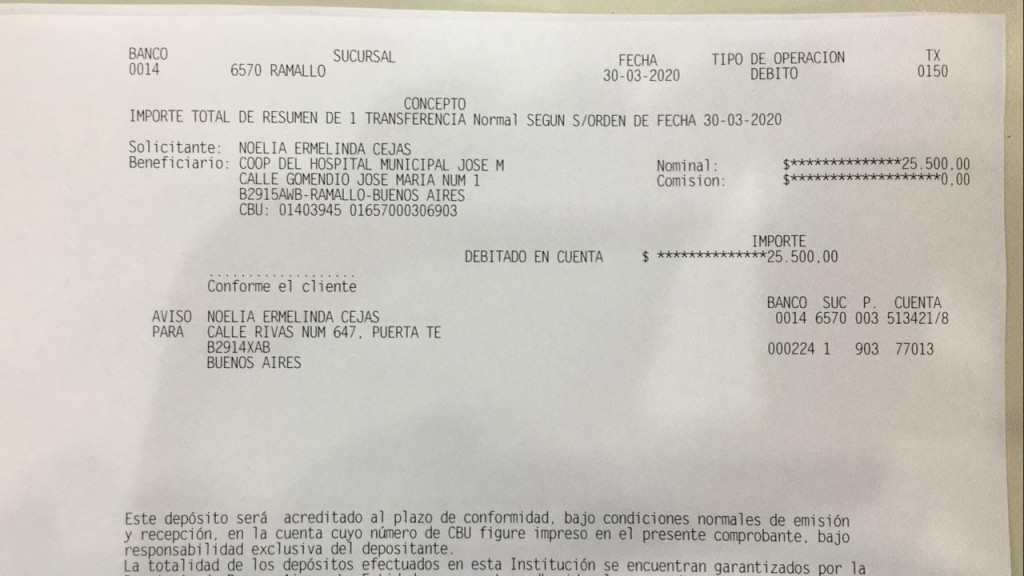 BANCO SUCURSAL FECHA TIPO DE OPERACION TX
0014 6570 RAMALLO 30-03-2020 DEBITO 0150
CONCEPTO
IMPORTE TOTAL DE RESUMEN DE 1 TRANSFERENCIA Normal SEGUN S/ORDEN DE FECHA 30-03-2020
Solicitante: NOELIA ERMELINDA CEJAS
Beneficiario: COOP DEL HOSPITAL MUNICIPAL JOSE M Nominal: $**************25.500,00
CALLE GOMENDIO JOSE MARIA NUM 1 Comision: $*******************0,00
B2915AWB-RAMALLO-BUENOS AIRES
CBU: 01403945 01657000306903
IMPORTE
DEBITADO EN CUENTA $ **************25.500,00
...................
Conforme el cliente
BANCO SUC P. CUENTA
AVISO NOELIA ERMELINDA CEJAS 0014 6570 003 513421/8
PARA CALLE RIVAS NUM 647, PUERTA TE
B2914XAB 000224 1 903 77013
BUENOS AIRES
Este depósito será acreditado al plazo de conformidad, bajo condiciones normales de emisión
y recepción, en la cuenta cuyo número de CBU figure impreso en el presente comprobante, bajo
responsabilidad exclusiva del depositante.
La totalidad de los depósitos efectuados en esta Institución se encuentran garantizados por la